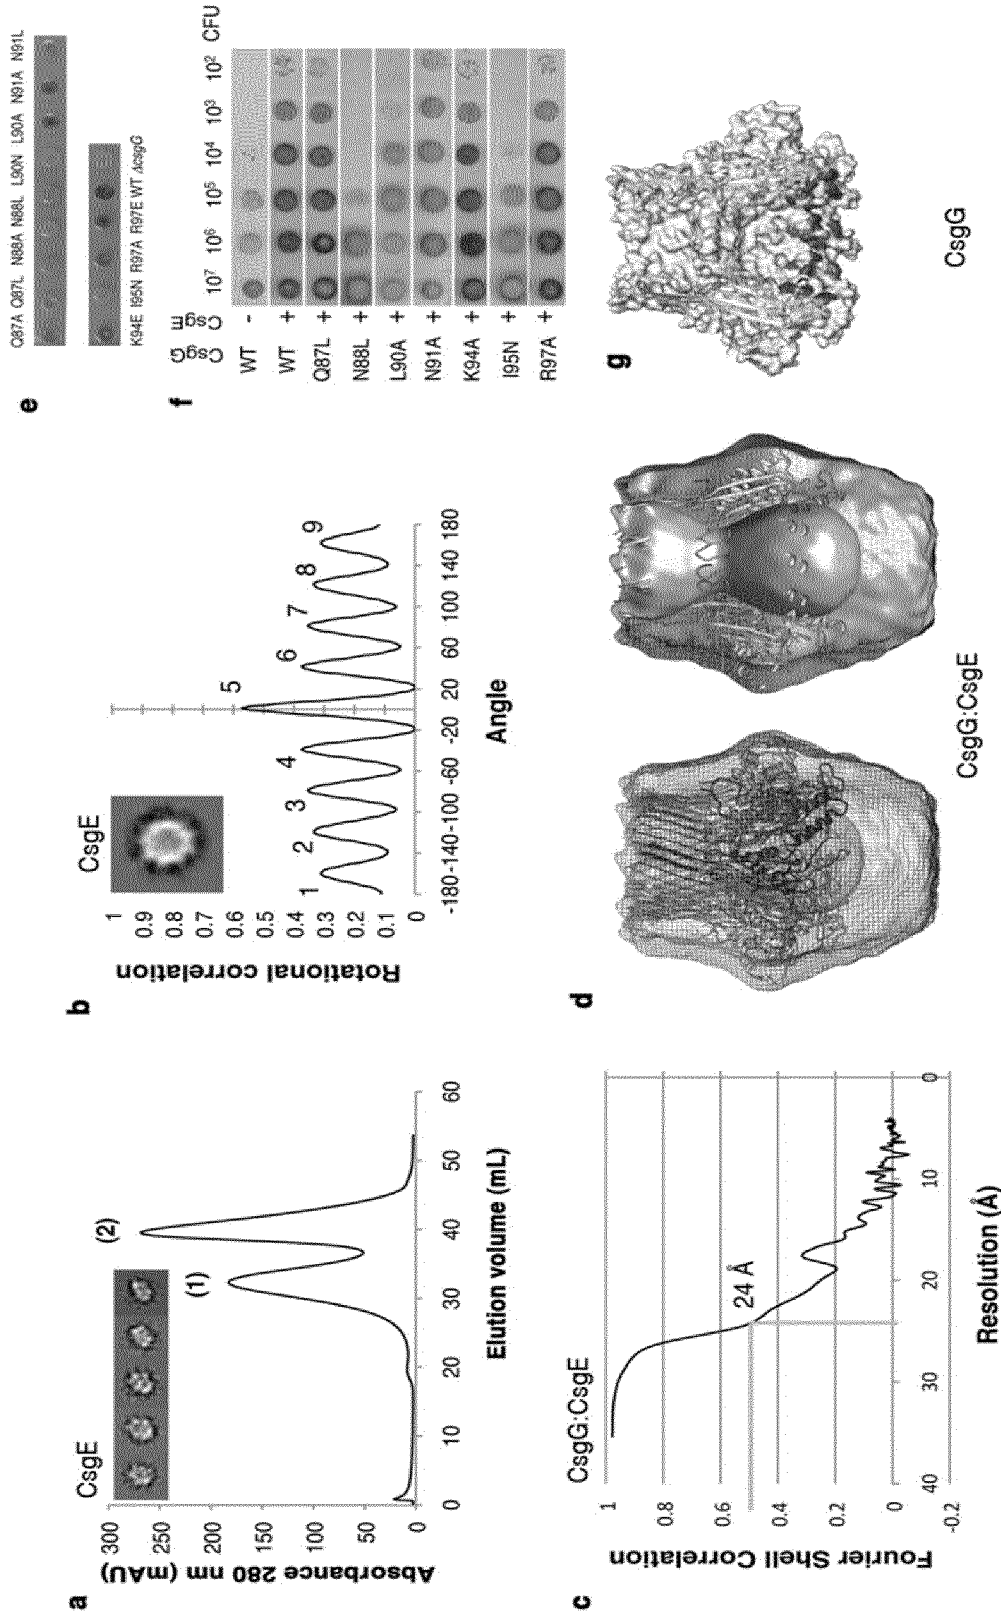 a
CsgE
(1)
(2)
300
250
200
150
100
50
0
Absorbance 280 nm (mAU)
0 10 20 30 40 50 60
Elution volume (mL)
b
CsgE
1
0.9
0.8
0.7
0.6
0.5
0.4
0.3
0.2
0.1
0
Rotational correlation
1 2 3 4 5 6 7 8 9
-180 -140 -100 -60 -20 20 60 100 140 180
Angle
c
CsgG:CsgE
1
0.8
0.6
0.4
0.2
0
-0.2
Fourier Shell Correlation
24 Å
40 30 20 10 0
Resolution (Å)
d
CsgG:CsgE
e
Q87A Q87L N88A N88L L90N L90A N91A N91L
K94E I95N R97A R97E WT ΔcsgG
f
CsgG CsgE 10⁷ 10⁶ 10⁵ 10⁴ 10³ 10² CFU
WT -
WT +
Q87L +
N88L +
L90A +
N91A +
K94A +
I95N +
R97A +
g
CsgG